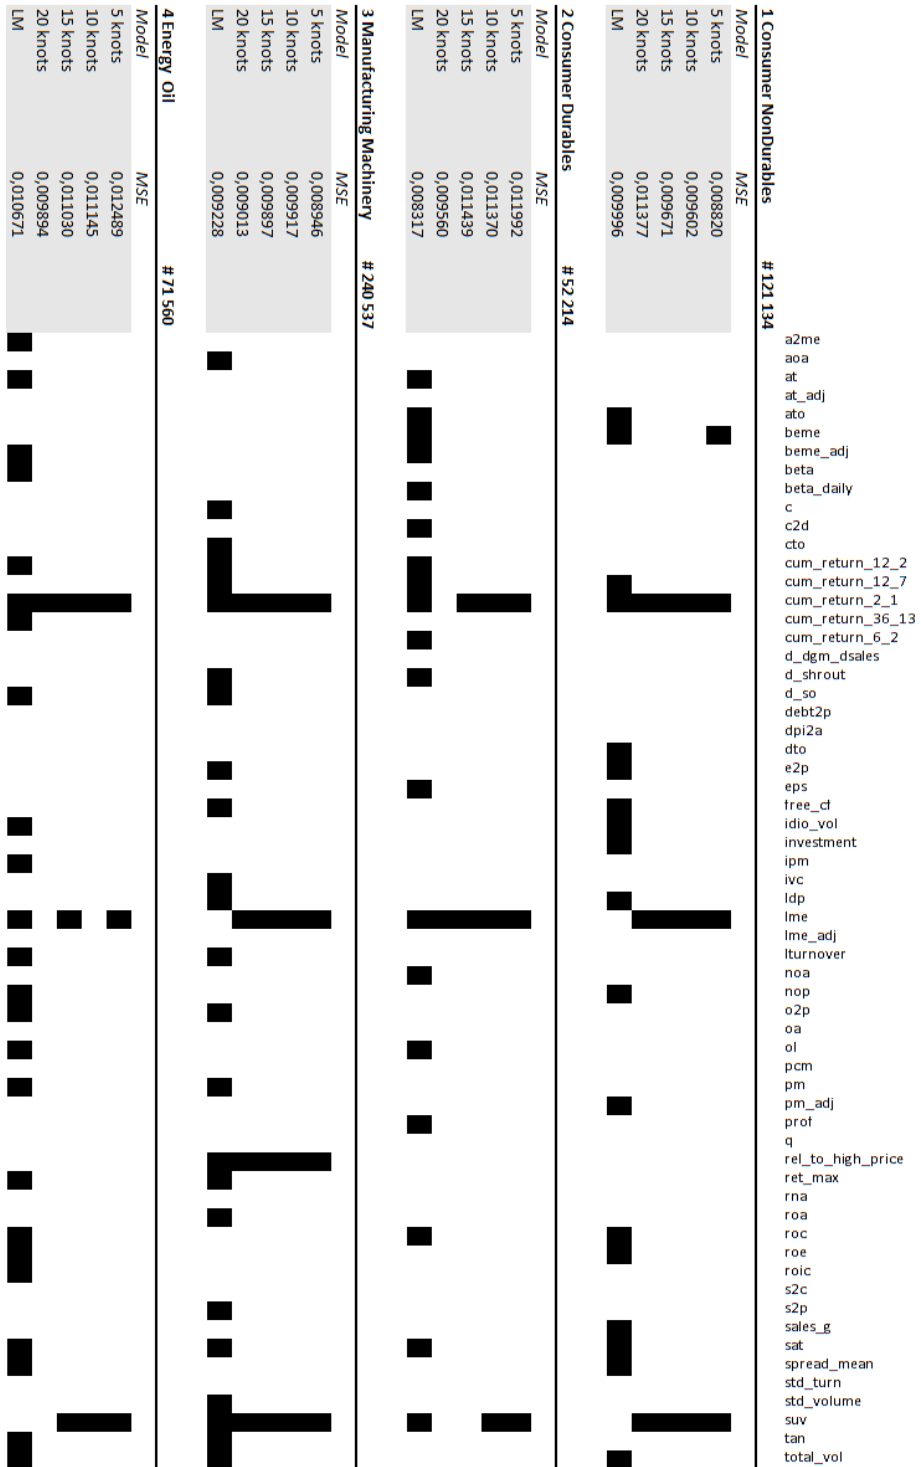 1 Consumer NonDurables # 121 134
Model MSE
5 knots 0,008820
10 knots 0,009602
15 knots 0,009671
20 knots 0,011377
LM 0,009996
2 Consumer Durables # 52 214
Model MSE
5 knots 0,011992
10 knots 0,011370
15 knots 0,011439
20 knots 0,009560
LM 0,008317
3 Manufacturing Machinery # 240 537
Model MSE
5 knots 0,008946
10 knots 0,009917
15 knots 0,009897
20 knots 0,009013
LM 0,009228
4 Energy Oil # 71 560
Model MSE
5 knots 0,012489
10 knots 0,011145
15 knots 0,011030
20 knots 0,009894
LM 0,010671
a2me
aoa
at
at_adj
ato
beme
beme_adj
beta
beta_daily
c
c2d
cto
cum_return_12_2
cum_return_12_7
cum_return_2_1
cum_return_36_13
cum_return_6_2
d_dgm_dsales
d_shrout
d_so
debt2p
dpi2a
dto
e2p
eps
free_cf
idio_vol
investment
ipm
ivc
ldp
lme
lme_adj
lturnover
noa
nop
o2p
oa
ol
pcm
pm
pm_adj
prof
q
rel_to_high_price
ret_max
rna
roa
roc
roe
roic
s2c
s2p
sales_g
sat
spread_mean
std_turn
std_volume
suv
tan
total_vol